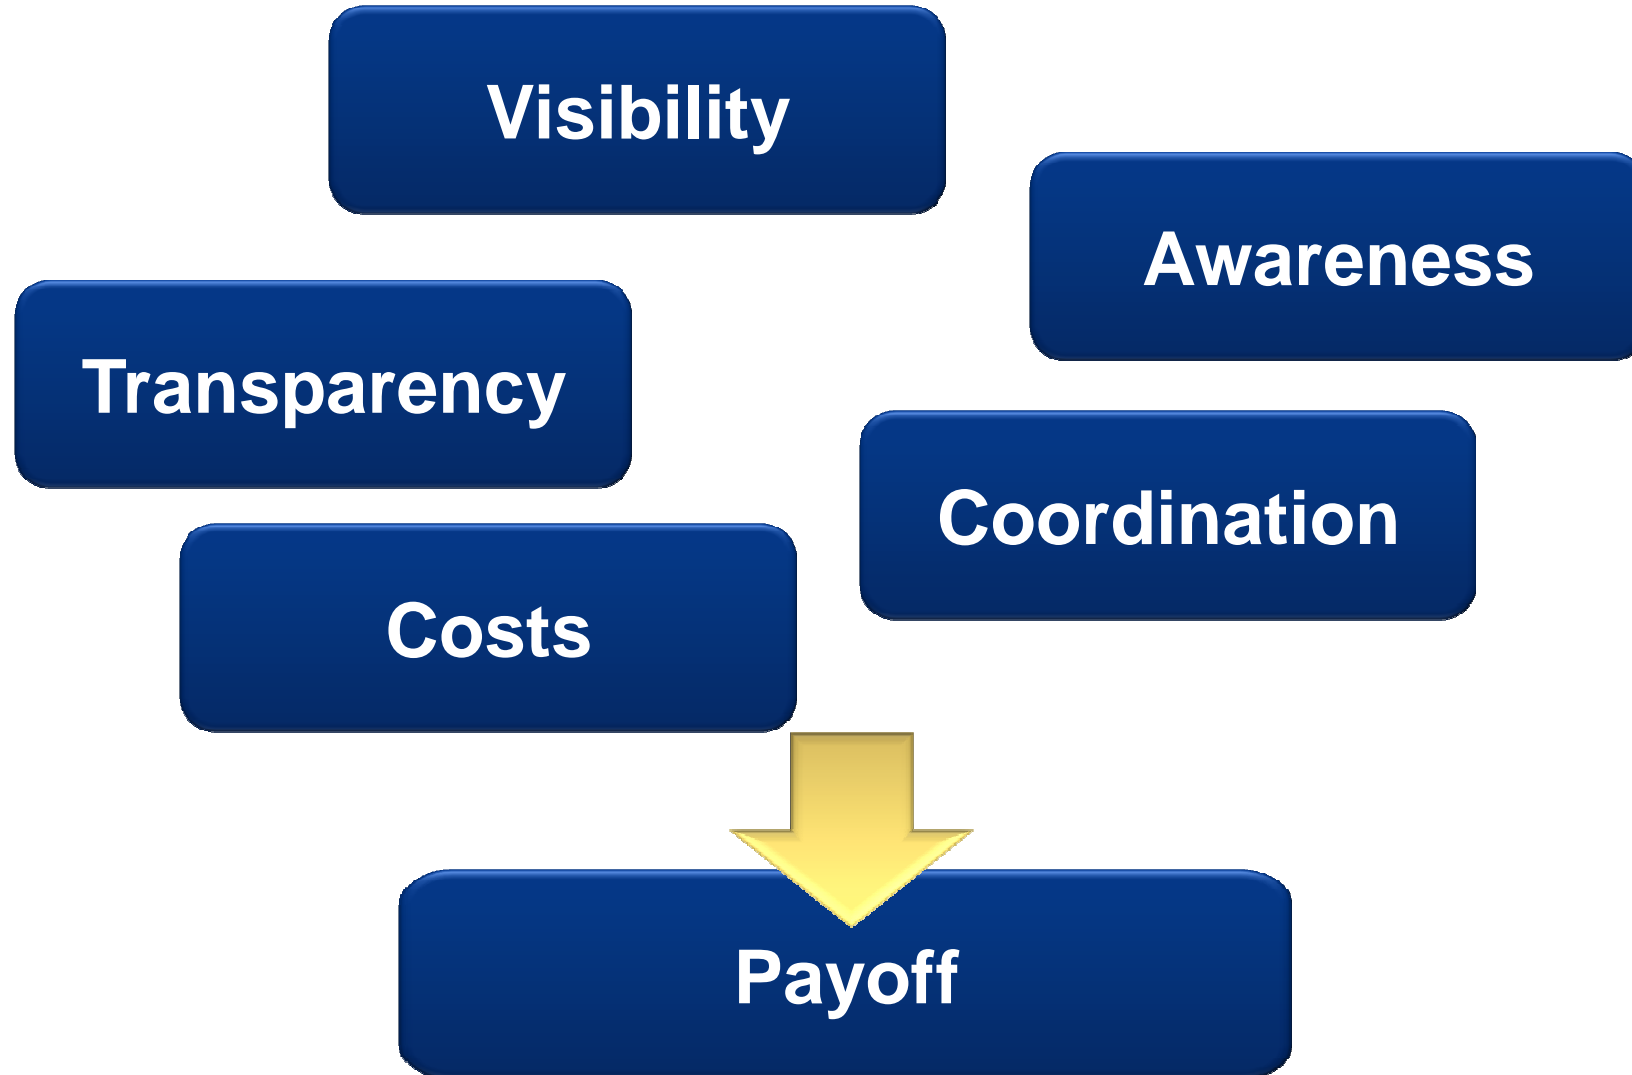 Visibility
Awareness
Transparency
Coordination
Costs
Payoff